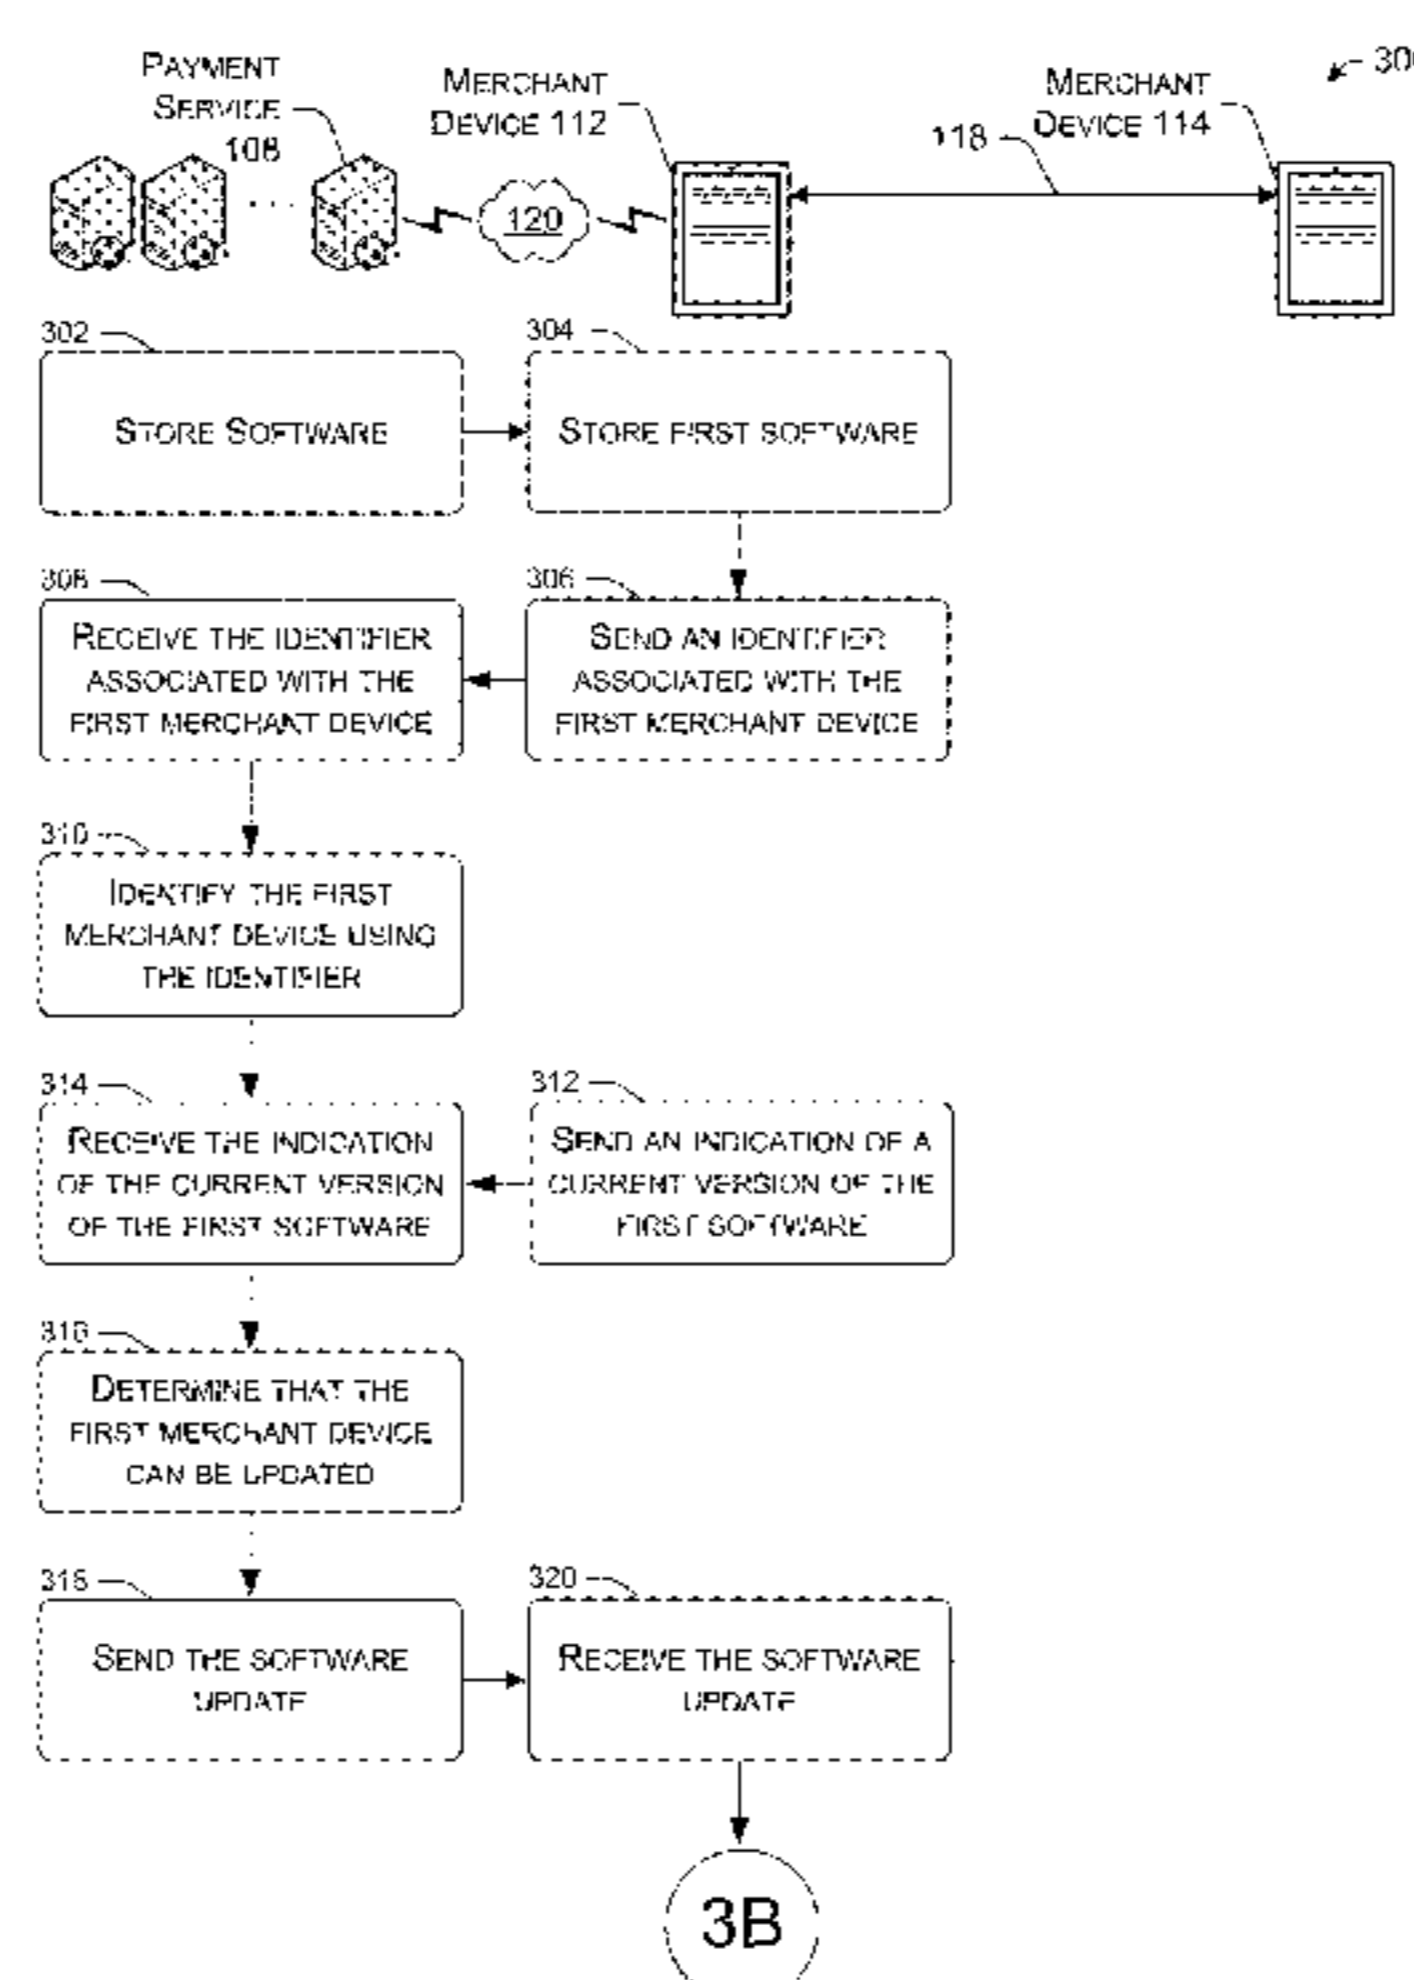 PAYMENT
SERVICE
108
MERCHANT
DEVICE 112
118
MERCHANT
DEVICE 114
120
302
STORE SOFTWARE
304
STORE FIRST SOFTWARE
308
RECEIVE THE IDENTIFIER
ASSOCIATED WITH THE
FIRST MERCHANT DEVICE
306
SEND AN IDENTIFIER
ASSOCIATED WITH THE
FIRST MERCHANT DEVICE
310
IDENTIFY THE FIRST
MERCHANT DEVICE USING
THE IDENTIFIER
314
RECEIVE THE INDICATION
OF THE CURRENT VERSION
OF THE FIRST SOFTWARE
312
SEND AN INDICATION OF A
CURRENT VERSION OF THE
FIRST SOFTWARE
316
DETERMINE THAT THE
FIRST MERCHANT DEVICE
CAN BE UPDATED
318
SEND THE SOFTWARE
UPDATE
320
RECEIVE THE SOFTWARE
UPDATE
3B